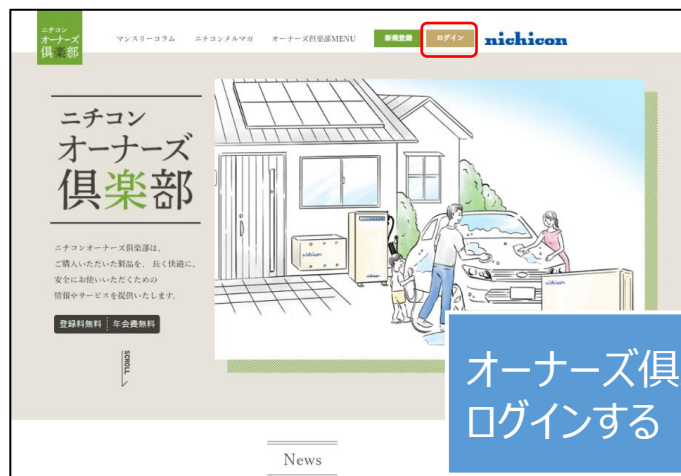 ニチコン
オーナーズ
倶楽部
マンスリーコラム
ニチコンメルマガ
オーナーズ倶楽部MENU
新規登録
ログイン
nichicon
ニチコン
オーナーズ
倶楽部
ニチコンオーナーズ倶楽部は、
ご購入いただいた製品を、長く快適に、
安全にお使いいただくための
情報やサービスを提供いたします。
登録料無料
年会費無料
SCROLL
nichicon
nichicon
nichicon
オーナーズ倶
ログインする
News